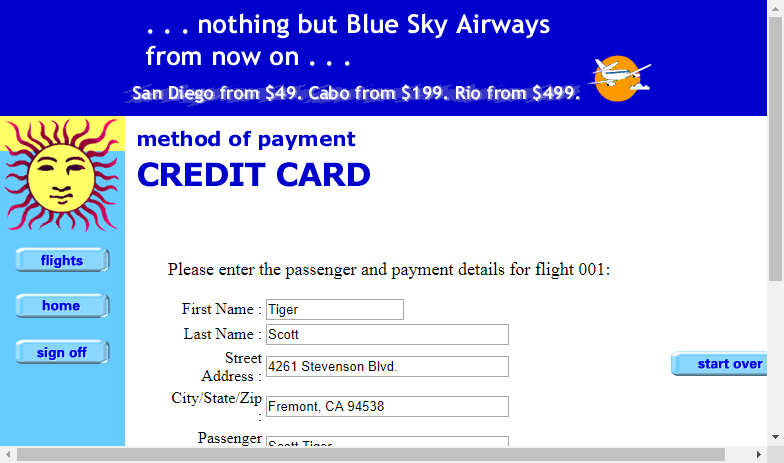 . . . nothing but Blue Sky Airways
from now on . . .
San Diego from $49. Cabo from $199. Rio from $499.
method of payment
CREDIT CARD
flights
home
sign off
Please enter the passenger and payment details for flight 001:
First Name : Tiger
Last Name : Scott
Street
Address : 4261 Stevenson Blvd.
start over
City/State/Zip
: Fremont, CA 94538
Passenger
Scott Tiger